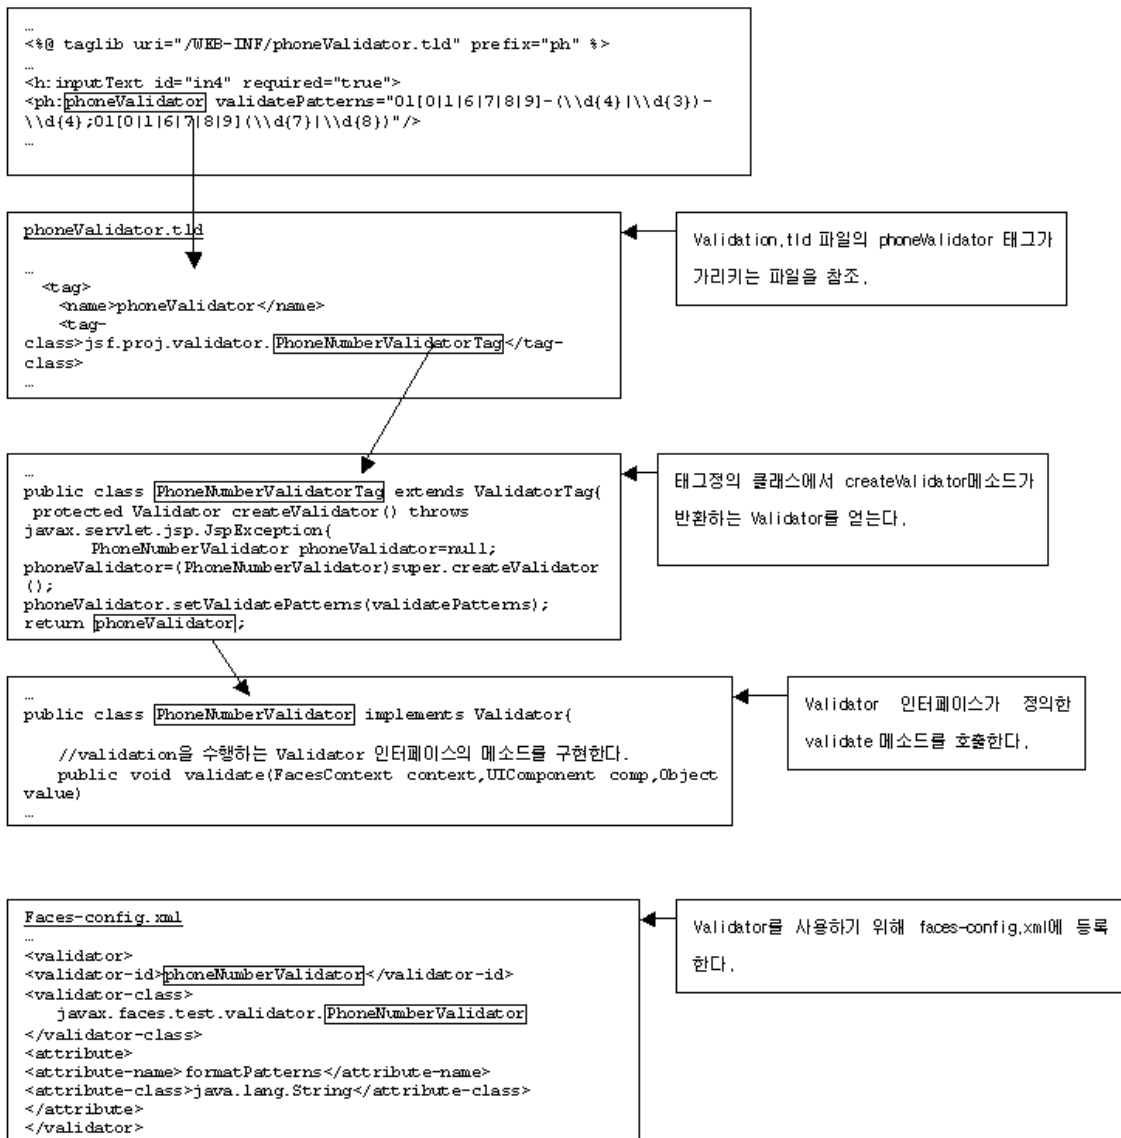 …
<%@ taglib uri="/WEB-INF/phoneValidator.tld" prefix="ph" %>
…
<h:inputText id="in4" required="true">
<ph:phoneValidator validatePatterns="01[0|1|6|7|8|9]-(\\d{4}|\\d{3})-
\\d{4};01[0|1|6|7|8|9](\\d{7}|\\d{8})"/>
…
phoneValidator.tld
…
<tag>
<name>phoneValidator</name>
<tag-
class>jsf.proj.validator.PhoneNumberValidatorTag</tag-
class>
…
Validation.tld 파일의 phoneValidator 태그가
가리키는 파일을 참조.
…
public class PhoneNumberValidatorTag extends ValidatorTag{
protected Validator createValidator() throws
javax.servlet.jsp.JspException{
PhoneNumberValidator phoneValidator=null;
phoneValidator=(PhoneNumberValidator)super.createValidator
();
phoneValidator.setValidatePatterns(validatePatterns);
return phoneValidator;
태그정의 클래스에서 createValidator메소드가
반환하는 Validator를 얻는다.
…
public class PhoneNumberValidator implements Validator{
//validation을 수행하는 Validator 인터페이스의 메소드를 구현한다.
public void validate(FacesContext context,UIComponent comp,Object
value)
…
Validator 인터페이스가 정의한
validate 메소드를 호출한다.
Faces-config.xml
…
<validator>
<validator-id>phoneNumberValidator</validator-id>
<validator-class>
javax.faces.test.validator.PhoneNumberValidator
</validator-class>
<attribute>
<attribute-name>formatPatterns</attribute-name>
<attribute-class>java.lang.String</attribute-class>
</attribute>
</validator>
Validator를 사용하기 위해 faces-config.xml에 등록
한다.